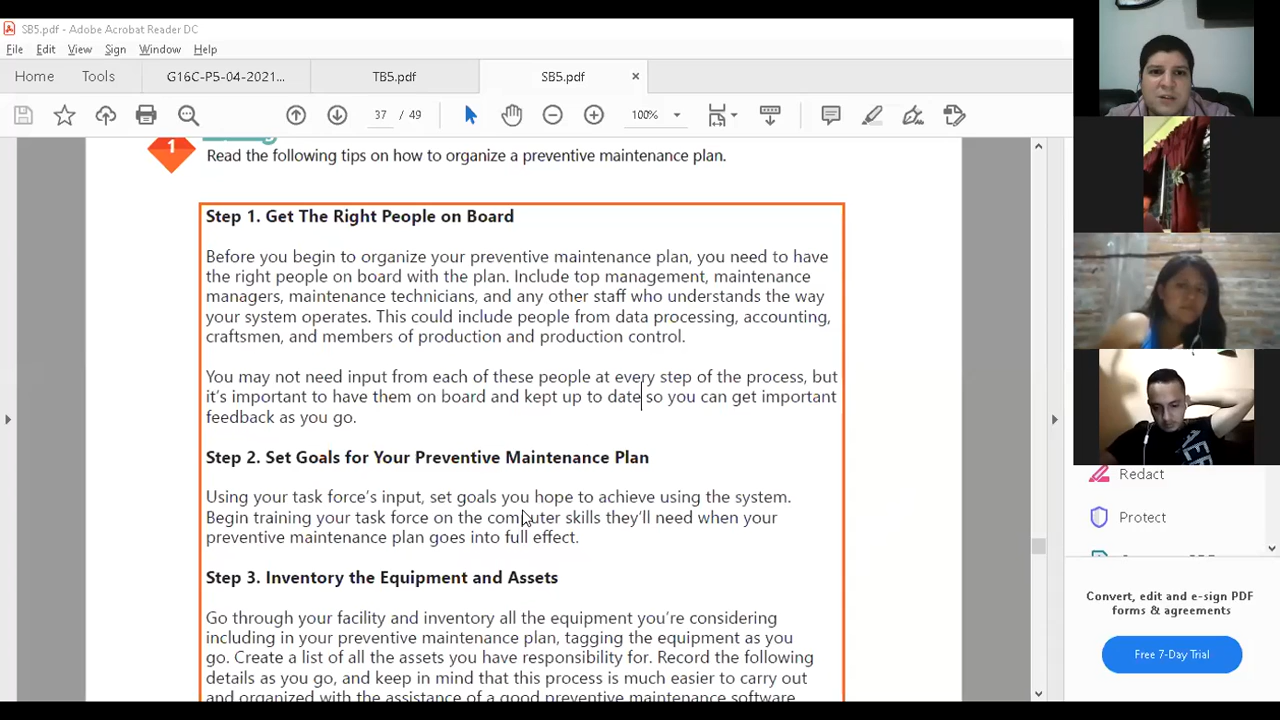 SB5.pdf - Adobe Acrobat Reader DC
File Edit View Sign Window Help
Home Tools G16C-P5-04-2021... TB5.pdf SB5.pdf ×
37 / 49 100%
1
Read the following tips on how to organize a preventive maintenance plan.
Step 1. Get The Right People on Board
Before you begin to organize your preventive maintenance plan, you need to have
the right people on board with the plan. Include top management, maintenance
managers, maintenance technicians, and any other staff who understands the way
your system operates. This could include people from data processing, accounting,
craftsmen, and members of production and production control.
You may not need input from each of these people at every step of the process, but
it's important to have them on board and kept up to date so you can get important
feedback as you go.
Step 2. Set Goals for Your Preventive Maintenance Plan
Using your task force's input, set goals you hope to achieve using the system.
Begin training your task force on the computer skills they'll need when your
preventive maintenance plan goes into full effect.
Step 3. Inventory the Equipment and Assets
Go through your facility and inventory all the equipment you're considering
including in your preventive maintenance plan, tagging the equipment as you
go. Create a list of all the assets you have responsibility for. Record the following
details as you go, and keep in mind that this process is much easier to carry out
and organized with the assistance of a good preventive maintenance software
Redact
Protect
Convert, edit and e-sign PDF
forms & agreements
Free 7-Day Trial